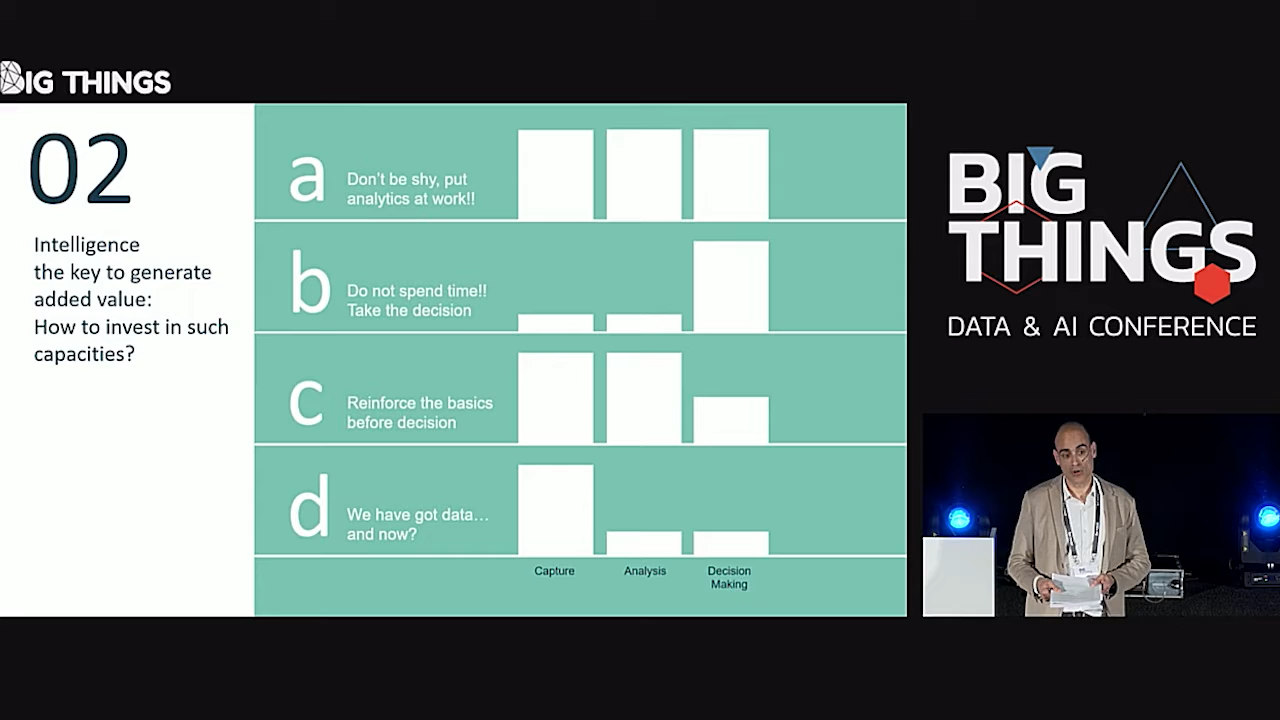 BIG THINGS
02
Intelligence
the key to generate
added value:
How to invest in such
capacities?
a
Don't be shy, put
analytics at work!!
b
Do not spend time!!
Take the decision
c
Reinforce the basics
before decision
d
We have got data…
and now?
Capture
Analysis
Decision
Making
BIG
THINGS
DATA & AI CONFERENCE